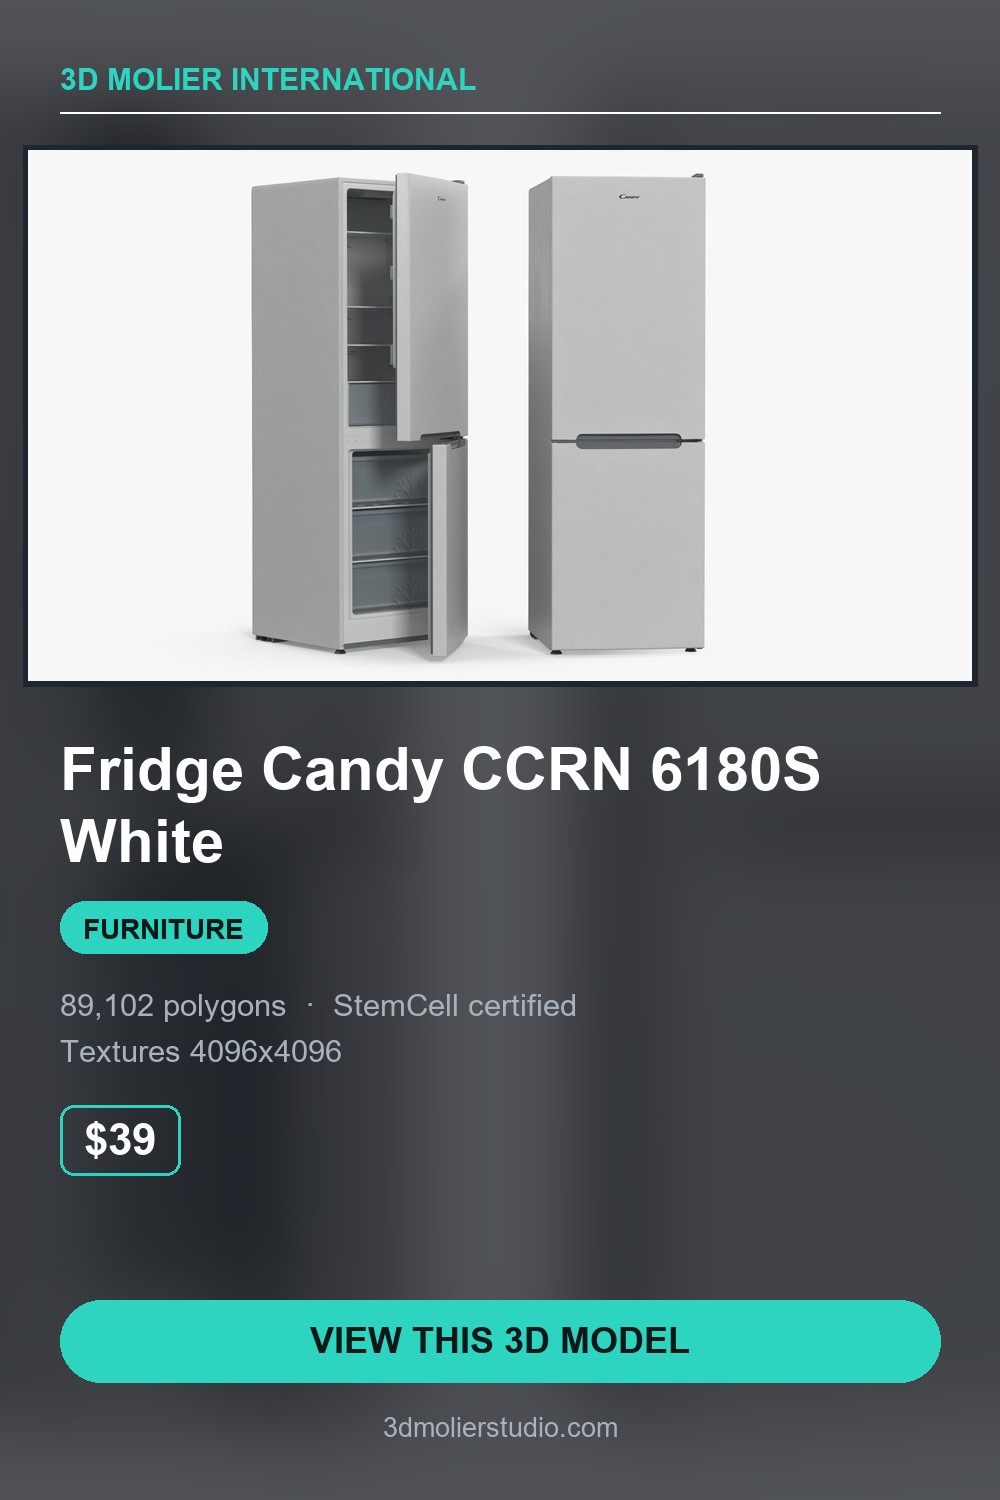 3D MOLIER INTERNATIONAL
Candy
Fridge Candy CCRN 6180S
White
FURNITURE
89,102 polygons · StemCell certified
Textures 4096x4096
$39
VIEW THIS 3D MODEL
3dmolierstudio.com